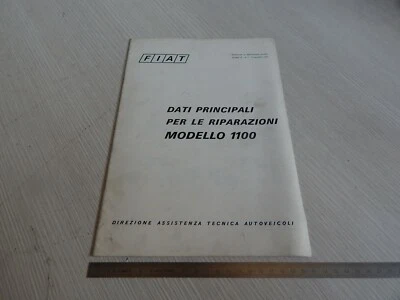 FIAT
DATI PRINCIPALI
PER LE RIPARAZIONI
MODELLO 1100
DIREZIONE ASSISTENZA TECNICA AUTOVEICOLI